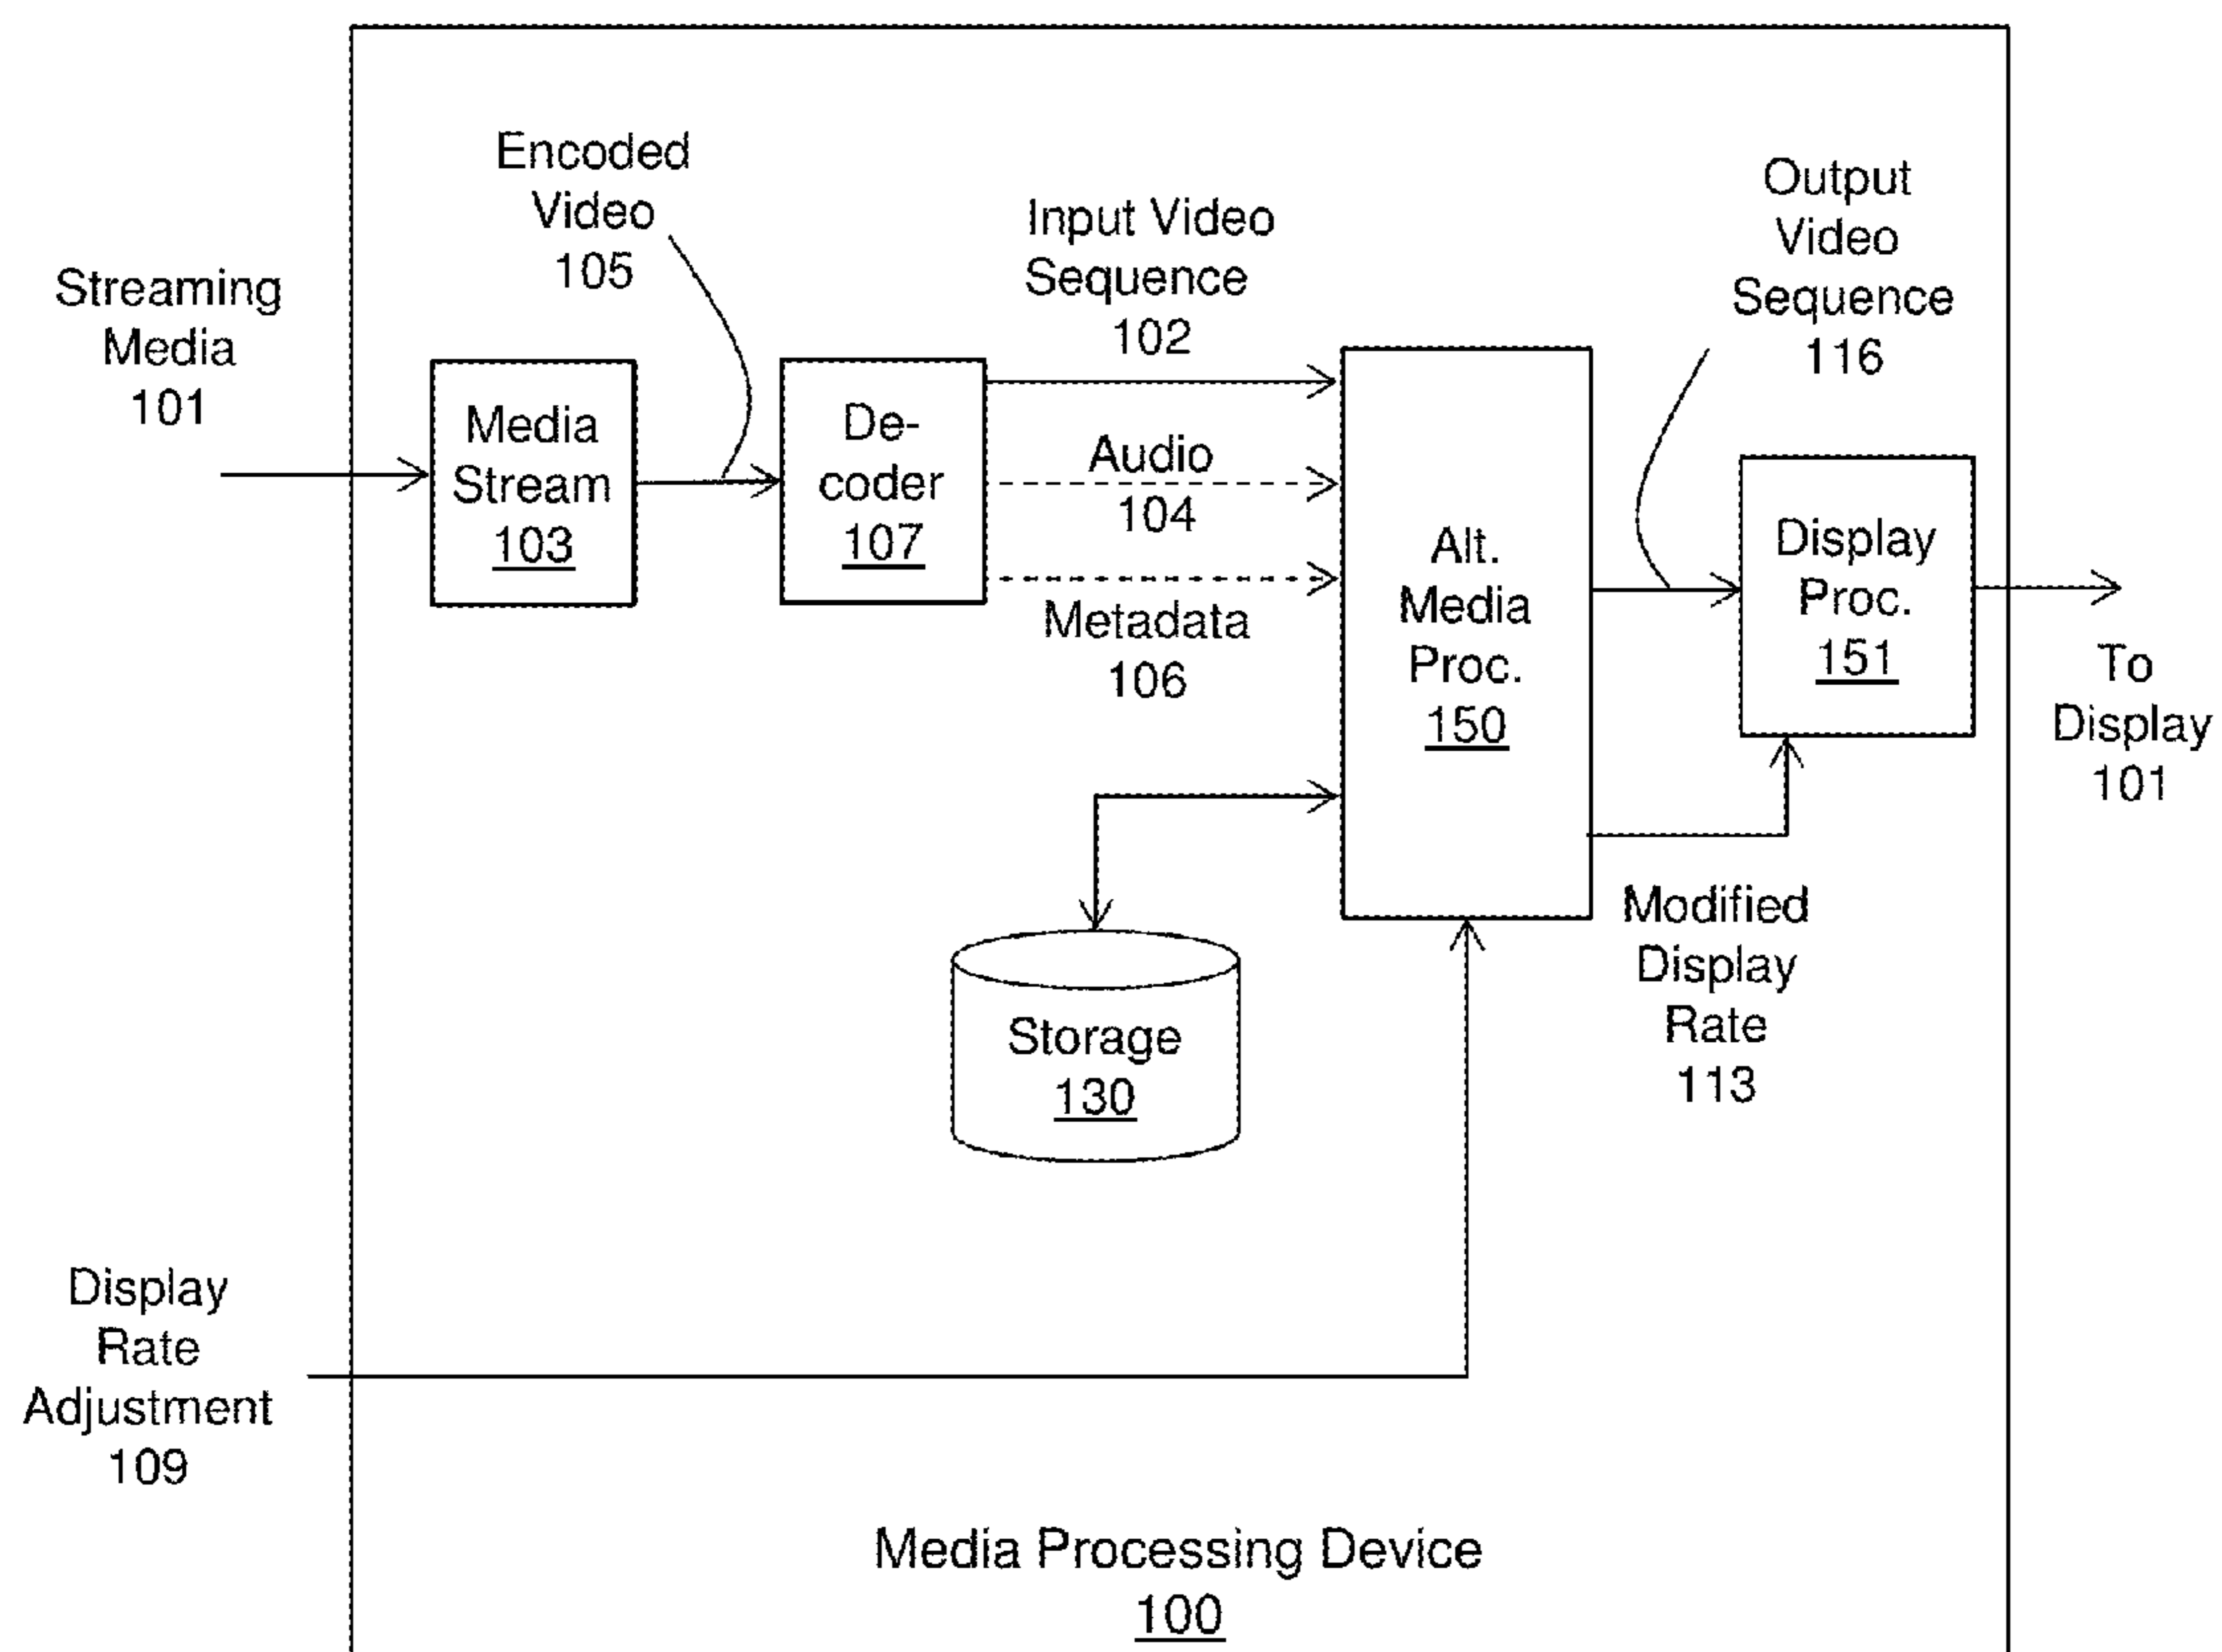 Streaming
Media
101
Encoded
Video
105
Input Video
Sequence
102
Output
Video
Sequence
116
Media
Stream
103
De-
coder
107
Audio
104
Metadata
106
Alt.
Media
Proc.
150
Display
Proc.
151
To
Display
101
Storage
130
Modified
Display
Rate
113
Display
Rate
Adjustment
109
Media Processing Device
100